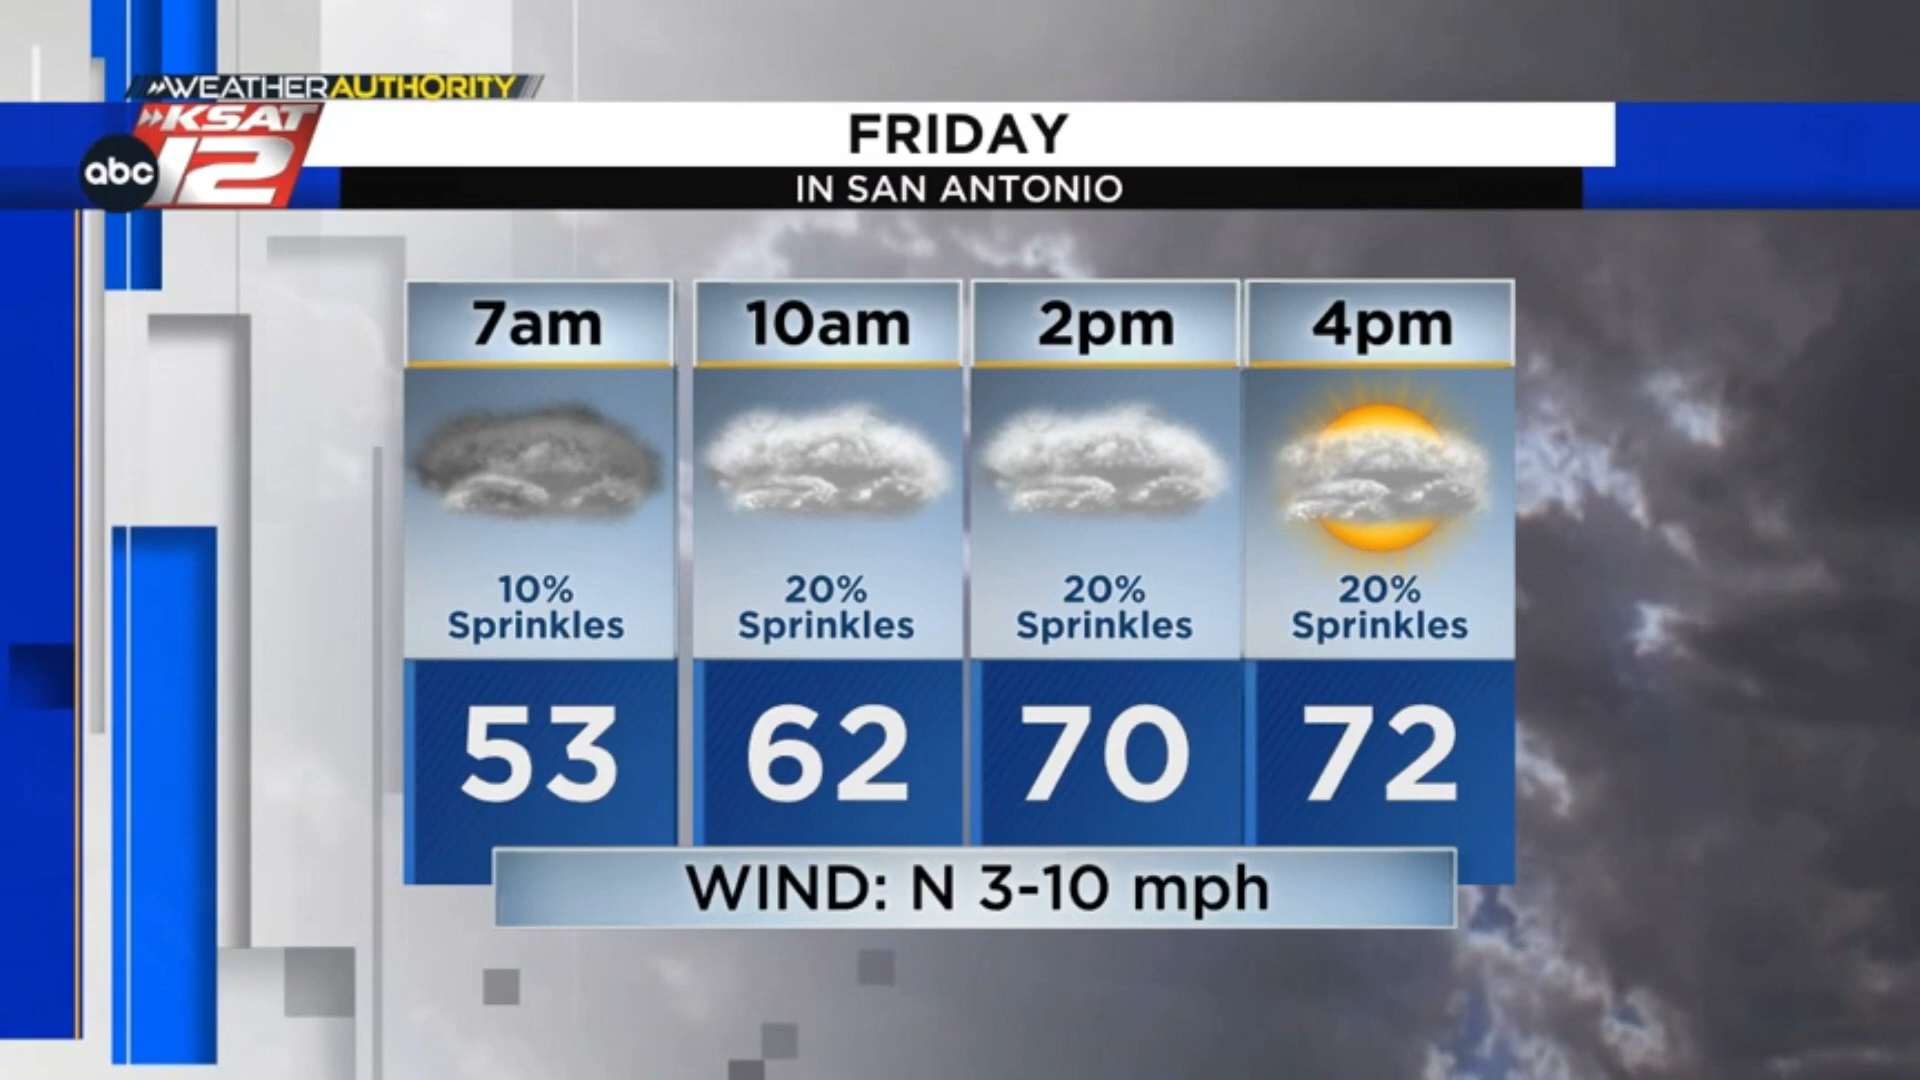 WEATHERAUTHORITY
KSAT
abc 12
FRIDAY
IN SAN ANTONIO
7am
10am
2pm
4pm
10%
Sprinkles
20%
Sprinkles
20%
Sprinkles
20%
Sprinkles
53
62
70
72
WIND: N 3-10 mph